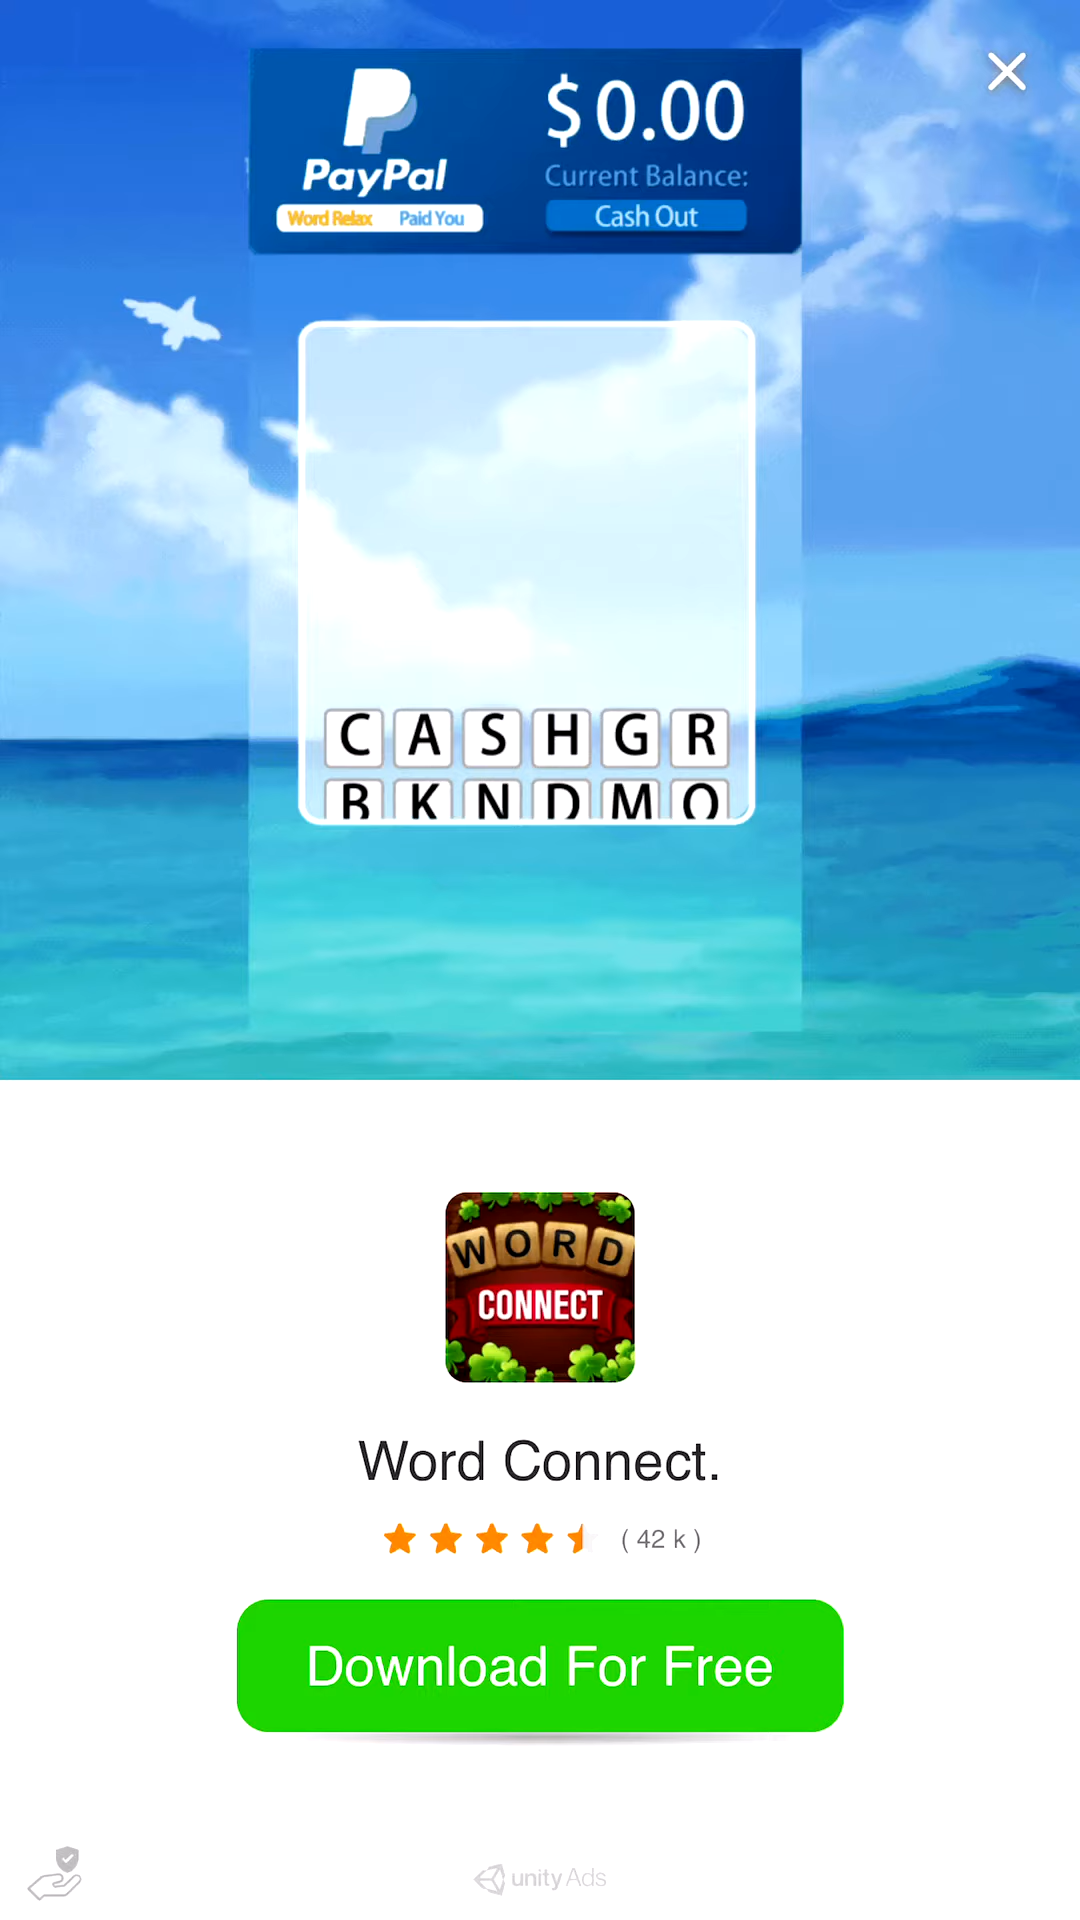 PayPal
Word Relax Paid You
$0.00
Current Balance:
Cash Out
C A S H G R
B K N D M O
WORD
CONNECT
Word Connect.
( 42 k )
Download For Free
unity Ads